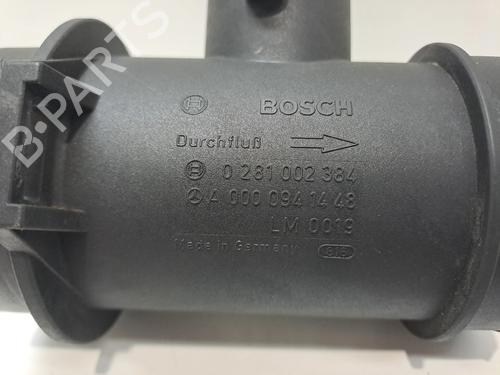 BOSCH
Durchfluß
0 281 002 384
A 000 094 14 48
LM 0019
Made in Germany
B-PARTS